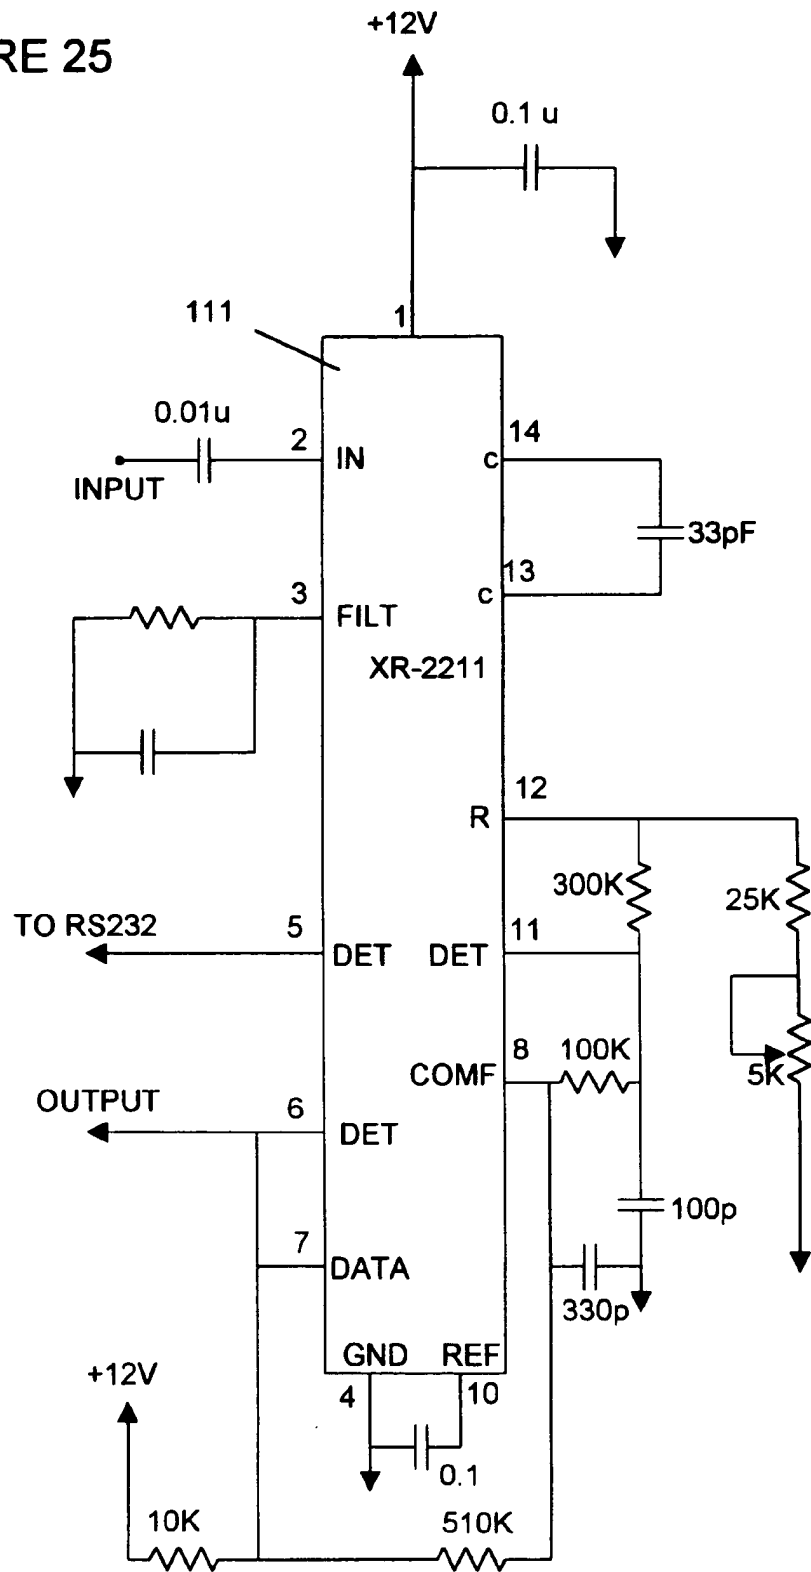 RE 25
+12V
0.1 u
111
1
0.01u
2
IN
INPUT
14
c
33pF
13
c
3
FILT
XR-2211
12
R
300K
25K
TO RS232
5
DET
DET
11
8
100K
COMF
5K
OUTPUT
6
DET
100p
7
DATA
330p
GND
REF
+12V
4
10
0.1
10K
510K